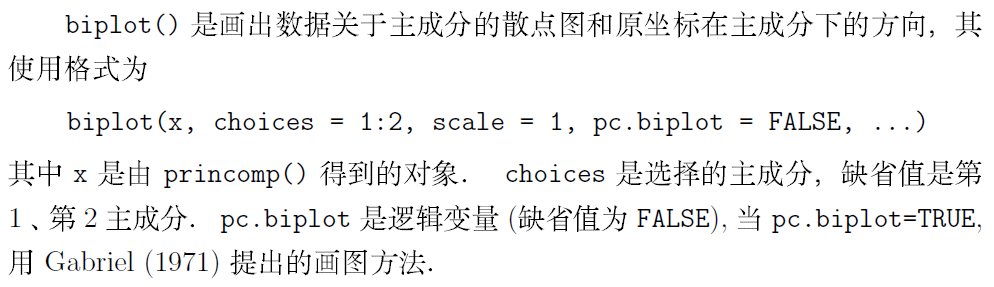 biplot() 是画出数据关于主成分的散点图和原坐标在主成分下的方向, 其
使用格式为
biplot(x, choices = 1:2, scale = 1, pc.biplot = FALSE, ...)
其中 x 是由 princomp() 得到的对象. choices 是选择的主成分, 缺省值是第
1、第 2 主成分. pc.biplot 是逻辑变量 (缺省值为 FALSE), 当 pc.biplot=TRUE,
用 Gabriel (1971) 提出的画图方法.